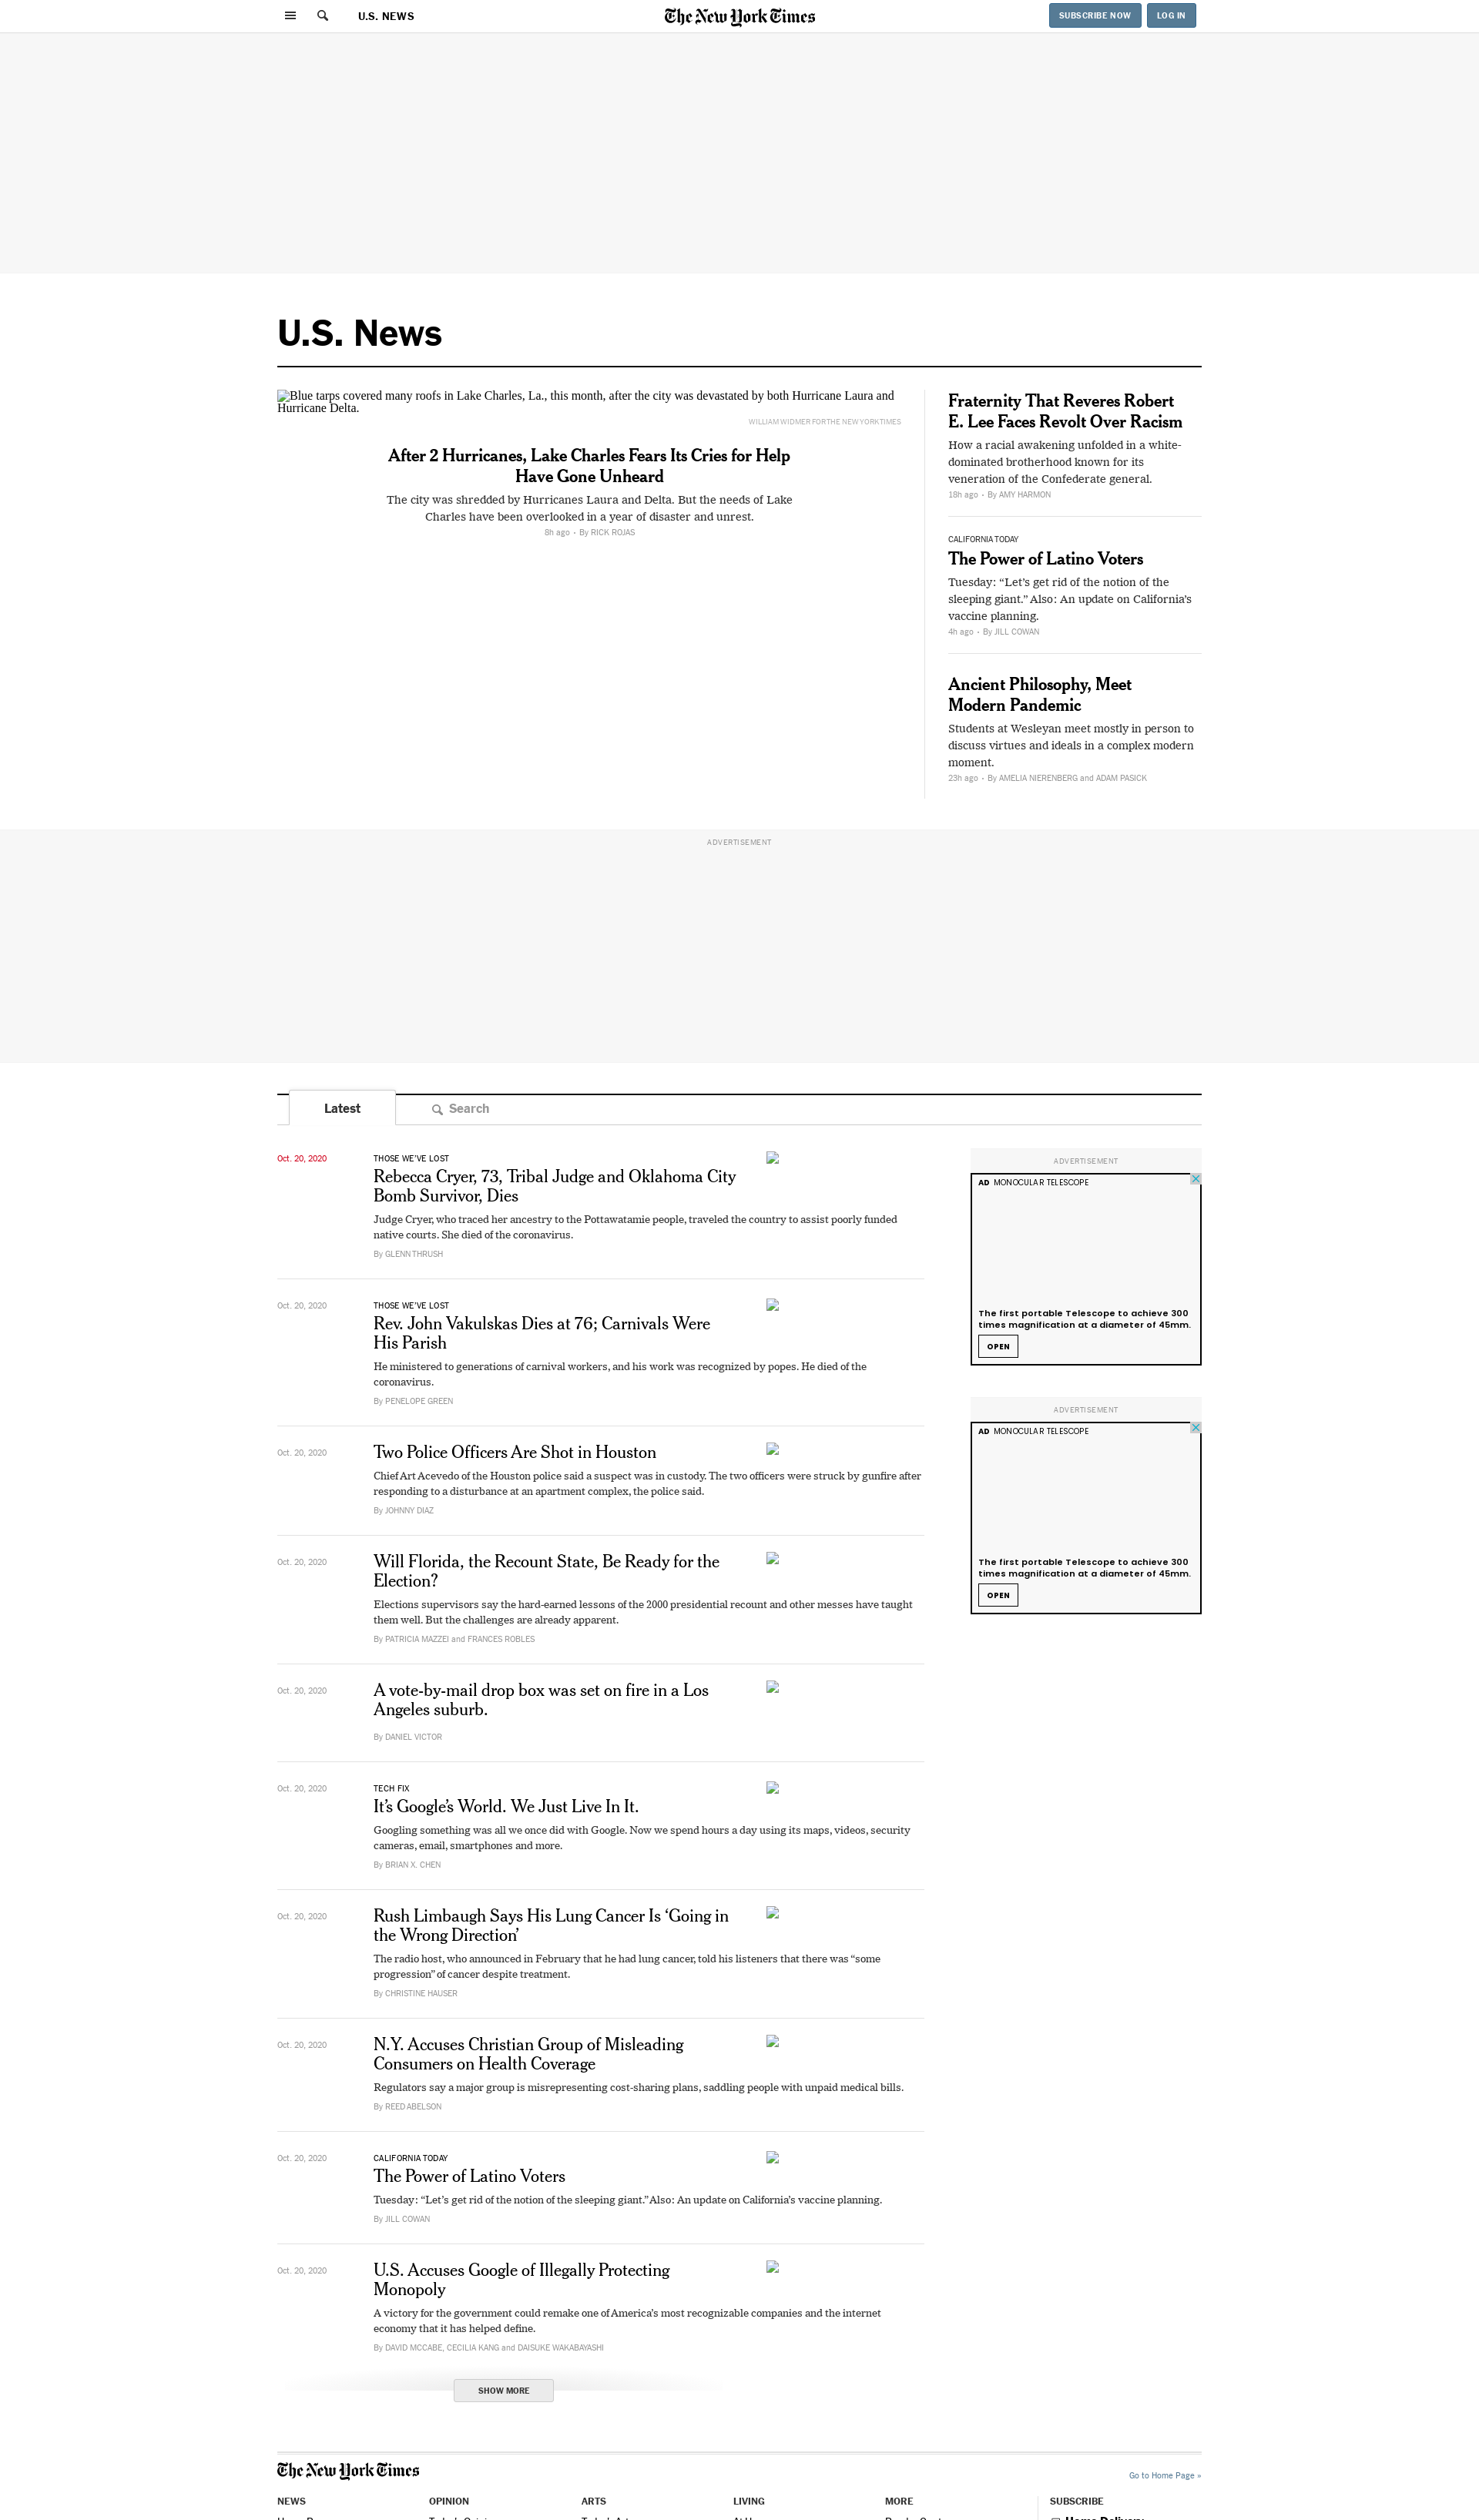 U.S. NEWS
The New York Times
SUBSCRIBE NOW
LOG IN
U.S. News
Blue tarps covered many roofs in Lake Charles, La., this month, after the city was devastated by both Hurricane Laura and
Hurricane Delta.
WILLIAM WIDMER FOR THE NEW YORK TIMES
After 2 Hurricanes, Lake Charles Fears Its Cries for Help
Have Gone Unheard
The city was shredded by Hurricanes Laura and Delta. But the needs of Lake
Charles have been overlooked in a year of disaster and unrest.
8h ago • By RICK ROJAS
Fraternity That Reveres Robert
E. Lee Faces Revolt Over Racism
How a racial awakening unfolded in a white-
dominated brotherhood known for its
veneration of the Confederate general.
18h ago • By AMY HARMON
CALIFORNIA TODAY
The Power of Latino Voters
Tuesday: “Let’s get rid of the notion of the
sleeping giant.” Also: An update on California’s
vaccine planning.
4h ago • By JILL COWAN
Ancient Philosophy, Meet
Modern Pandemic
Students at Wesleyan meet mostly in person to
discuss virtues and ideals in a complex modern
moment.
23h ago • By AMELIA NIERENBERG and ADAM PASICK
ADVERTISEMENT
Latest
Search
Oct. 20, 2020
THOSE WE’VE LOST
Rebecca Cryer, 73, Tribal Judge and Oklahoma City
Bomb Survivor, Dies
Judge Cryer, who traced her ancestry to the Pottawatamie people, traveled the country to assist poorly funded
native courts. She died of the coronavirus.
By GLENN THRUSH
Oct. 20, 2020
THOSE WE’VE LOST
Rev. John Vakulskas Dies at 76; Carnivals Were
His Parish
He ministered to generations of carnival workers, and his work was recognized by popes. He died of the
coronavirus.
By PENELOPE GREEN
Oct. 20, 2020
Two Police Officers Are Shot in Houston
Chief Art Acevedo of the Houston police said a suspect was in custody. The two officers were struck by gunfire after
responding to a disturbance at an apartment complex, the police said.
By JOHNNY DIAZ
Oct. 20, 2020
Will Florida, the Recount State, Be Ready for the
Election?
Elections supervisors say the hard-earned lessons of the 2000 presidential recount and other messes have taught
them well. But the challenges are already apparent.
By PATRICIA MAZZEI and FRANCES ROBLES
Oct. 20, 2020
A vote-by-mail drop box was set on fire in a Los
Angeles suburb.
By DANIEL VICTOR
Oct. 20, 2020
TECH FIX
It’s Google’s World. We Just Live In It.
Googling something was all we once did with Google. Now we spend hours a day using its maps, videos, security
cameras, email, smartphones and more.
By BRIAN X. CHEN
Oct. 20, 2020
Rush Limbaugh Says His Lung Cancer Is ‘Going in
the Wrong Direction’
The radio host, who announced in February that he had lung cancer, told his listeners that there was “some
progression” of cancer despite treatment.
By CHRISTINE HAUSER
Oct. 20, 2020
N.Y. Accuses Christian Group of Misleading
Consumers on Health Coverage
Regulators say a major group is misrepresenting cost-sharing plans, saddling people with unpaid medical bills.
By REED ABELSON
Oct. 20, 2020
CALIFORNIA TODAY
The Power of Latino Voters
Tuesday: “Let’s get rid of the notion of the sleeping giant.” Also: An update on California’s vaccine planning.
By JILL COWAN
Oct. 20, 2020
U.S. Accuses Google of Illegally Protecting
Monopoly
A victory for the government could remake one of America’s most recognizable companies and the internet
economy that it has helped define.
By DAVID MCCABE, CECILIA KANG and DAISUKE WAKABAYASHI
SHOW MORE
ADVERTISEMENT
AD MONOCULAR TELESCOPE
The first portable Telescope to achieve 300
times magnification at a diameter of 45mm.
OPEN
ADVERTISEMENT
AD MONOCULAR TELESCOPE
The first portable Telescope to achieve 300
times magnification at a diameter of 45mm.
OPEN
The New York Times
Go to Home Page »
NEWS
OPINION
ARTS
LIVING
MORE
SUBSCRIBE